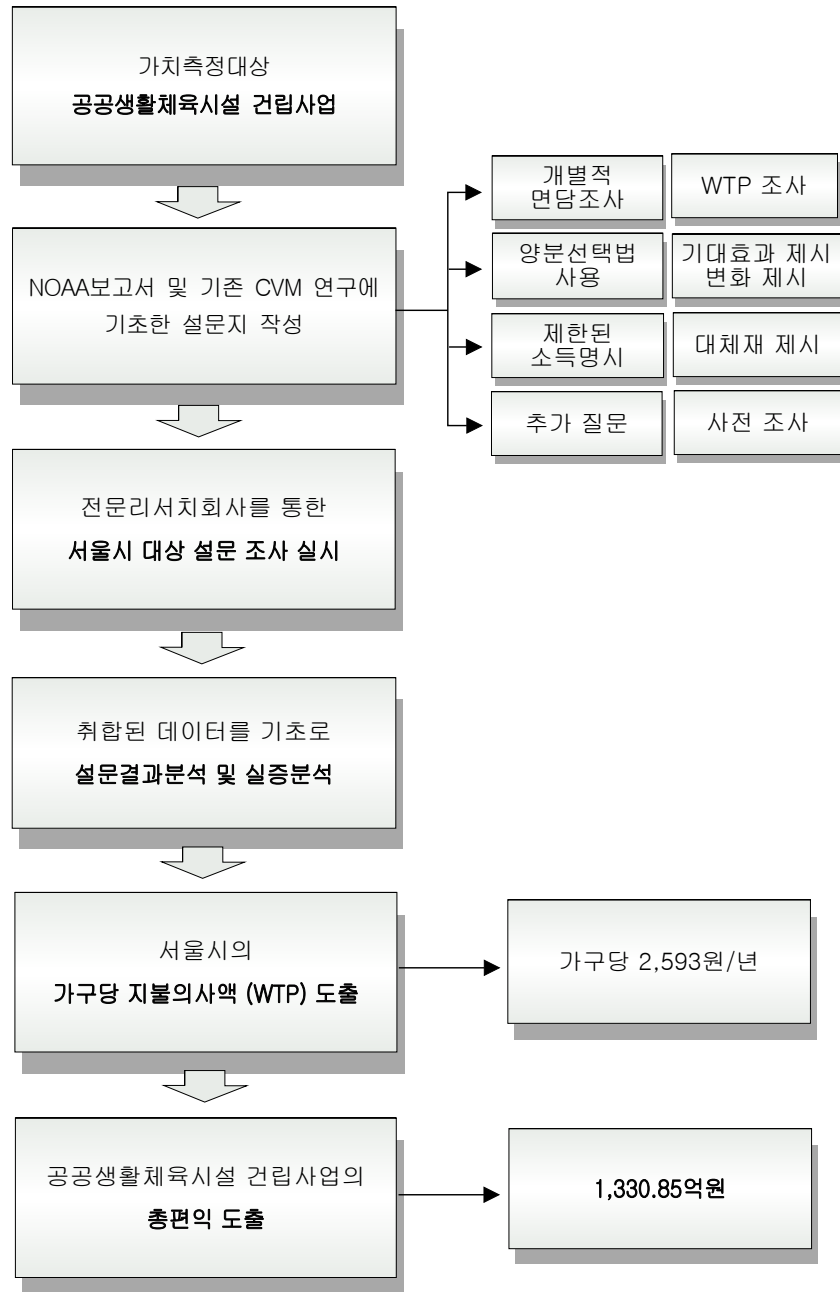 가치측정대상
공공생활체육시설 건립사업
NOAA보고서 및 기존 CVM 연구에
기초한 설문지 작성
개별적
면담조사
WTP 조사
양분선택법
사용
기대효과 제시
변화 제시
제한된
소득명시
대체재 제시
추가 질문
사전 조사
전문리서치회사를 통한
서울시 대상 설문 조사 실시
취합된 데이터를 기초로
설문결과분석 및 실증분석
서울시의
가구당 지불의사액 (WTP) 도출
가구당 2,593원/년
공공생활체육시설 건립사업의
총편익 도출
1,330.85억원